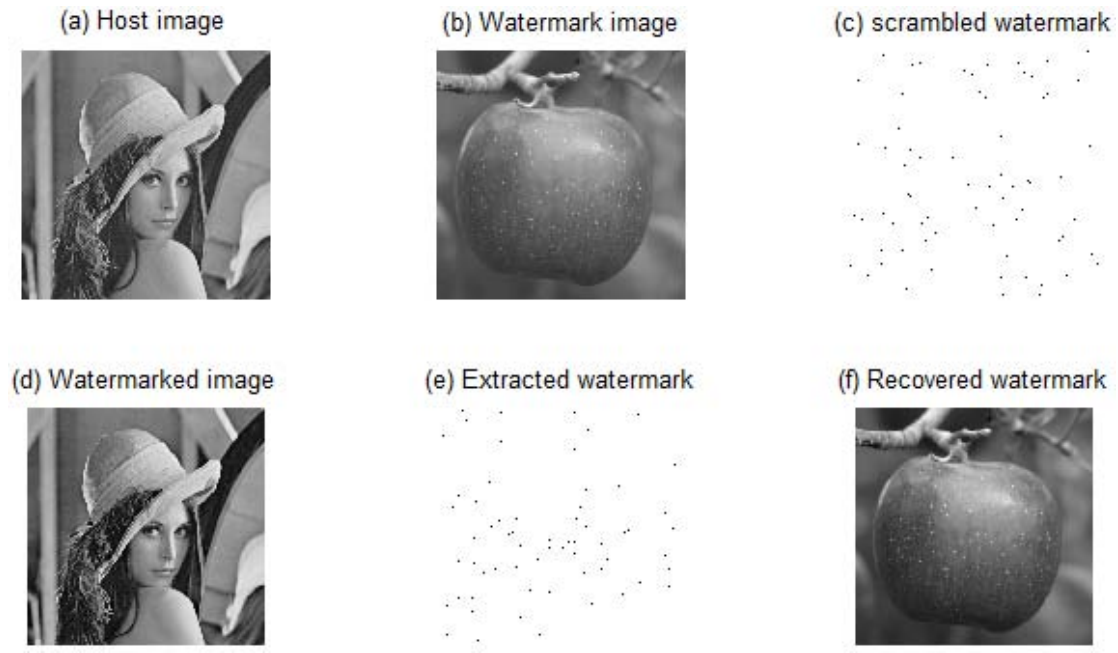 (a) Host image
(b) Watermark image
(c) scrambled watermark
(d) Watermarked image
(e) Extracted watermark
(f) Recovered watermark